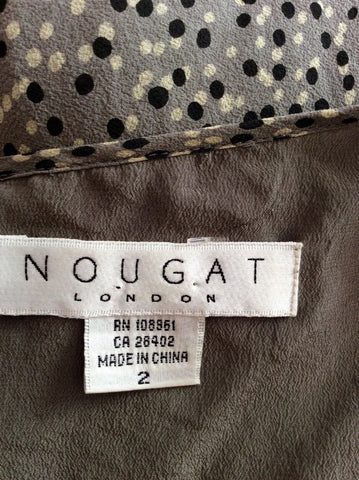 NOUGAT
LONDON
RN 108961
CA 26402
MADE IN CHINA
2